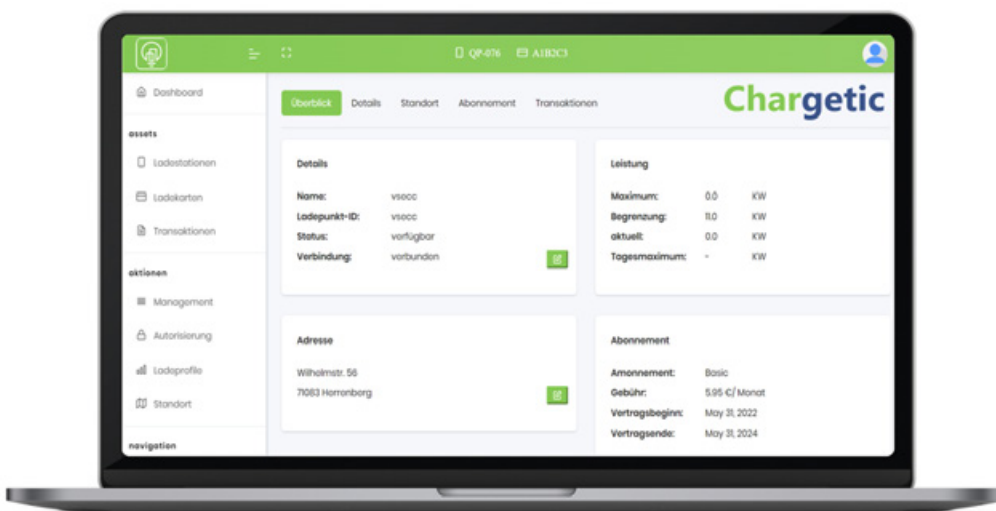 QP-076 A1B2C3
Dashboard
assets
Ladestationen
Ladekarten
Transaktionen
aktionen
Management
Autorisierung
Ladeprofile
Standort
navigation
Überblick Details Standort Abonnement Transaktionen
Chargetic
Details
Name: vsecc
Ladepunkt-ID: vsecc
Status: verfügbar
Verbindung: verbunden
Leistung
Maximum: 0.0 KW
Begrenzung: 11.0 KW
aktuell: 0.0 KW
Tagesmaximum: - KW
Adresse
Wilhelmstr. 56
71083 Herrenberg
Abonnement
Amonnement: Basic
Gebühr: 5.95 €/ Monat
Vertragsbeginn: May 31, 2022
Vertragsende: May 31, 2024